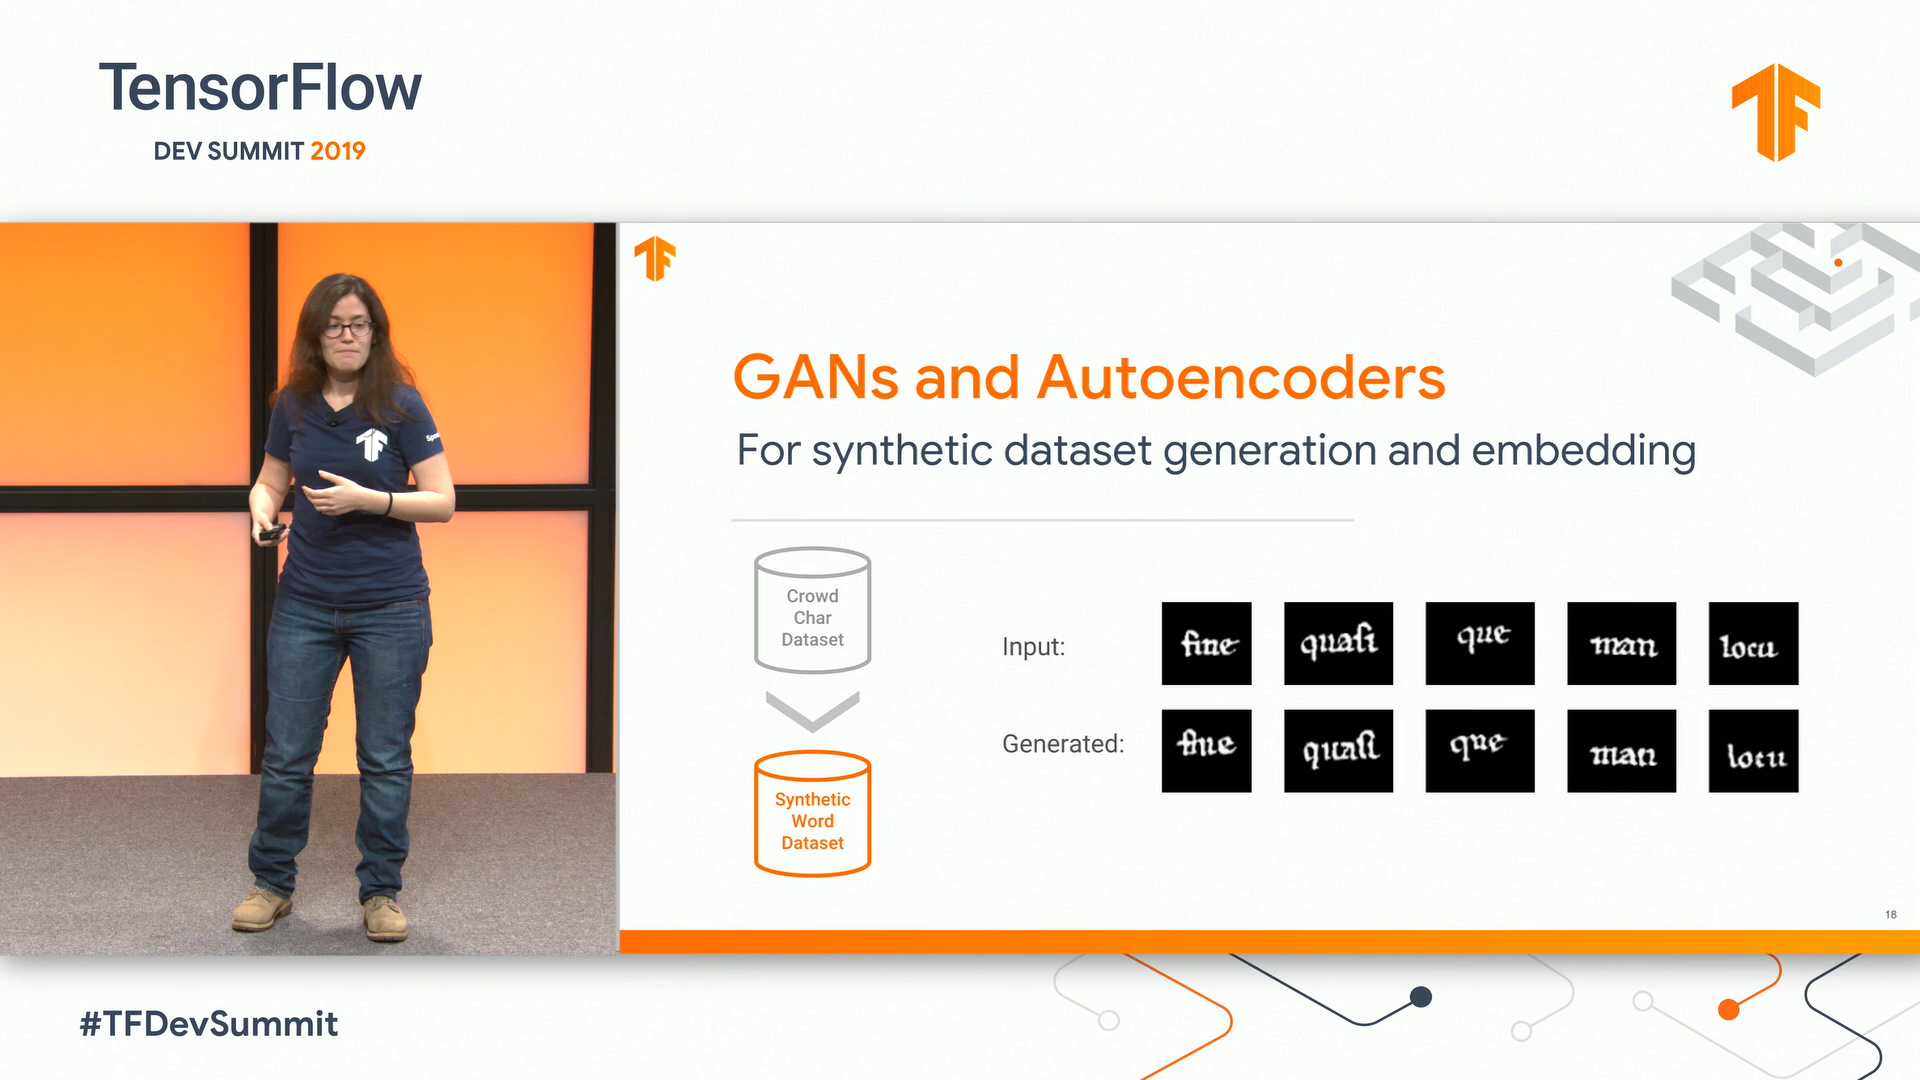 TensorFlow
DEV SUMMIT 2019
GANs and Autoencoders
For synthetic dataset generation and embedding
Crowd
Char
Dataset
Synthetic
Word
Dataset
Input: fine quasi que man locu
Generated: fine quasi que man locu
18
#TFDevSummit